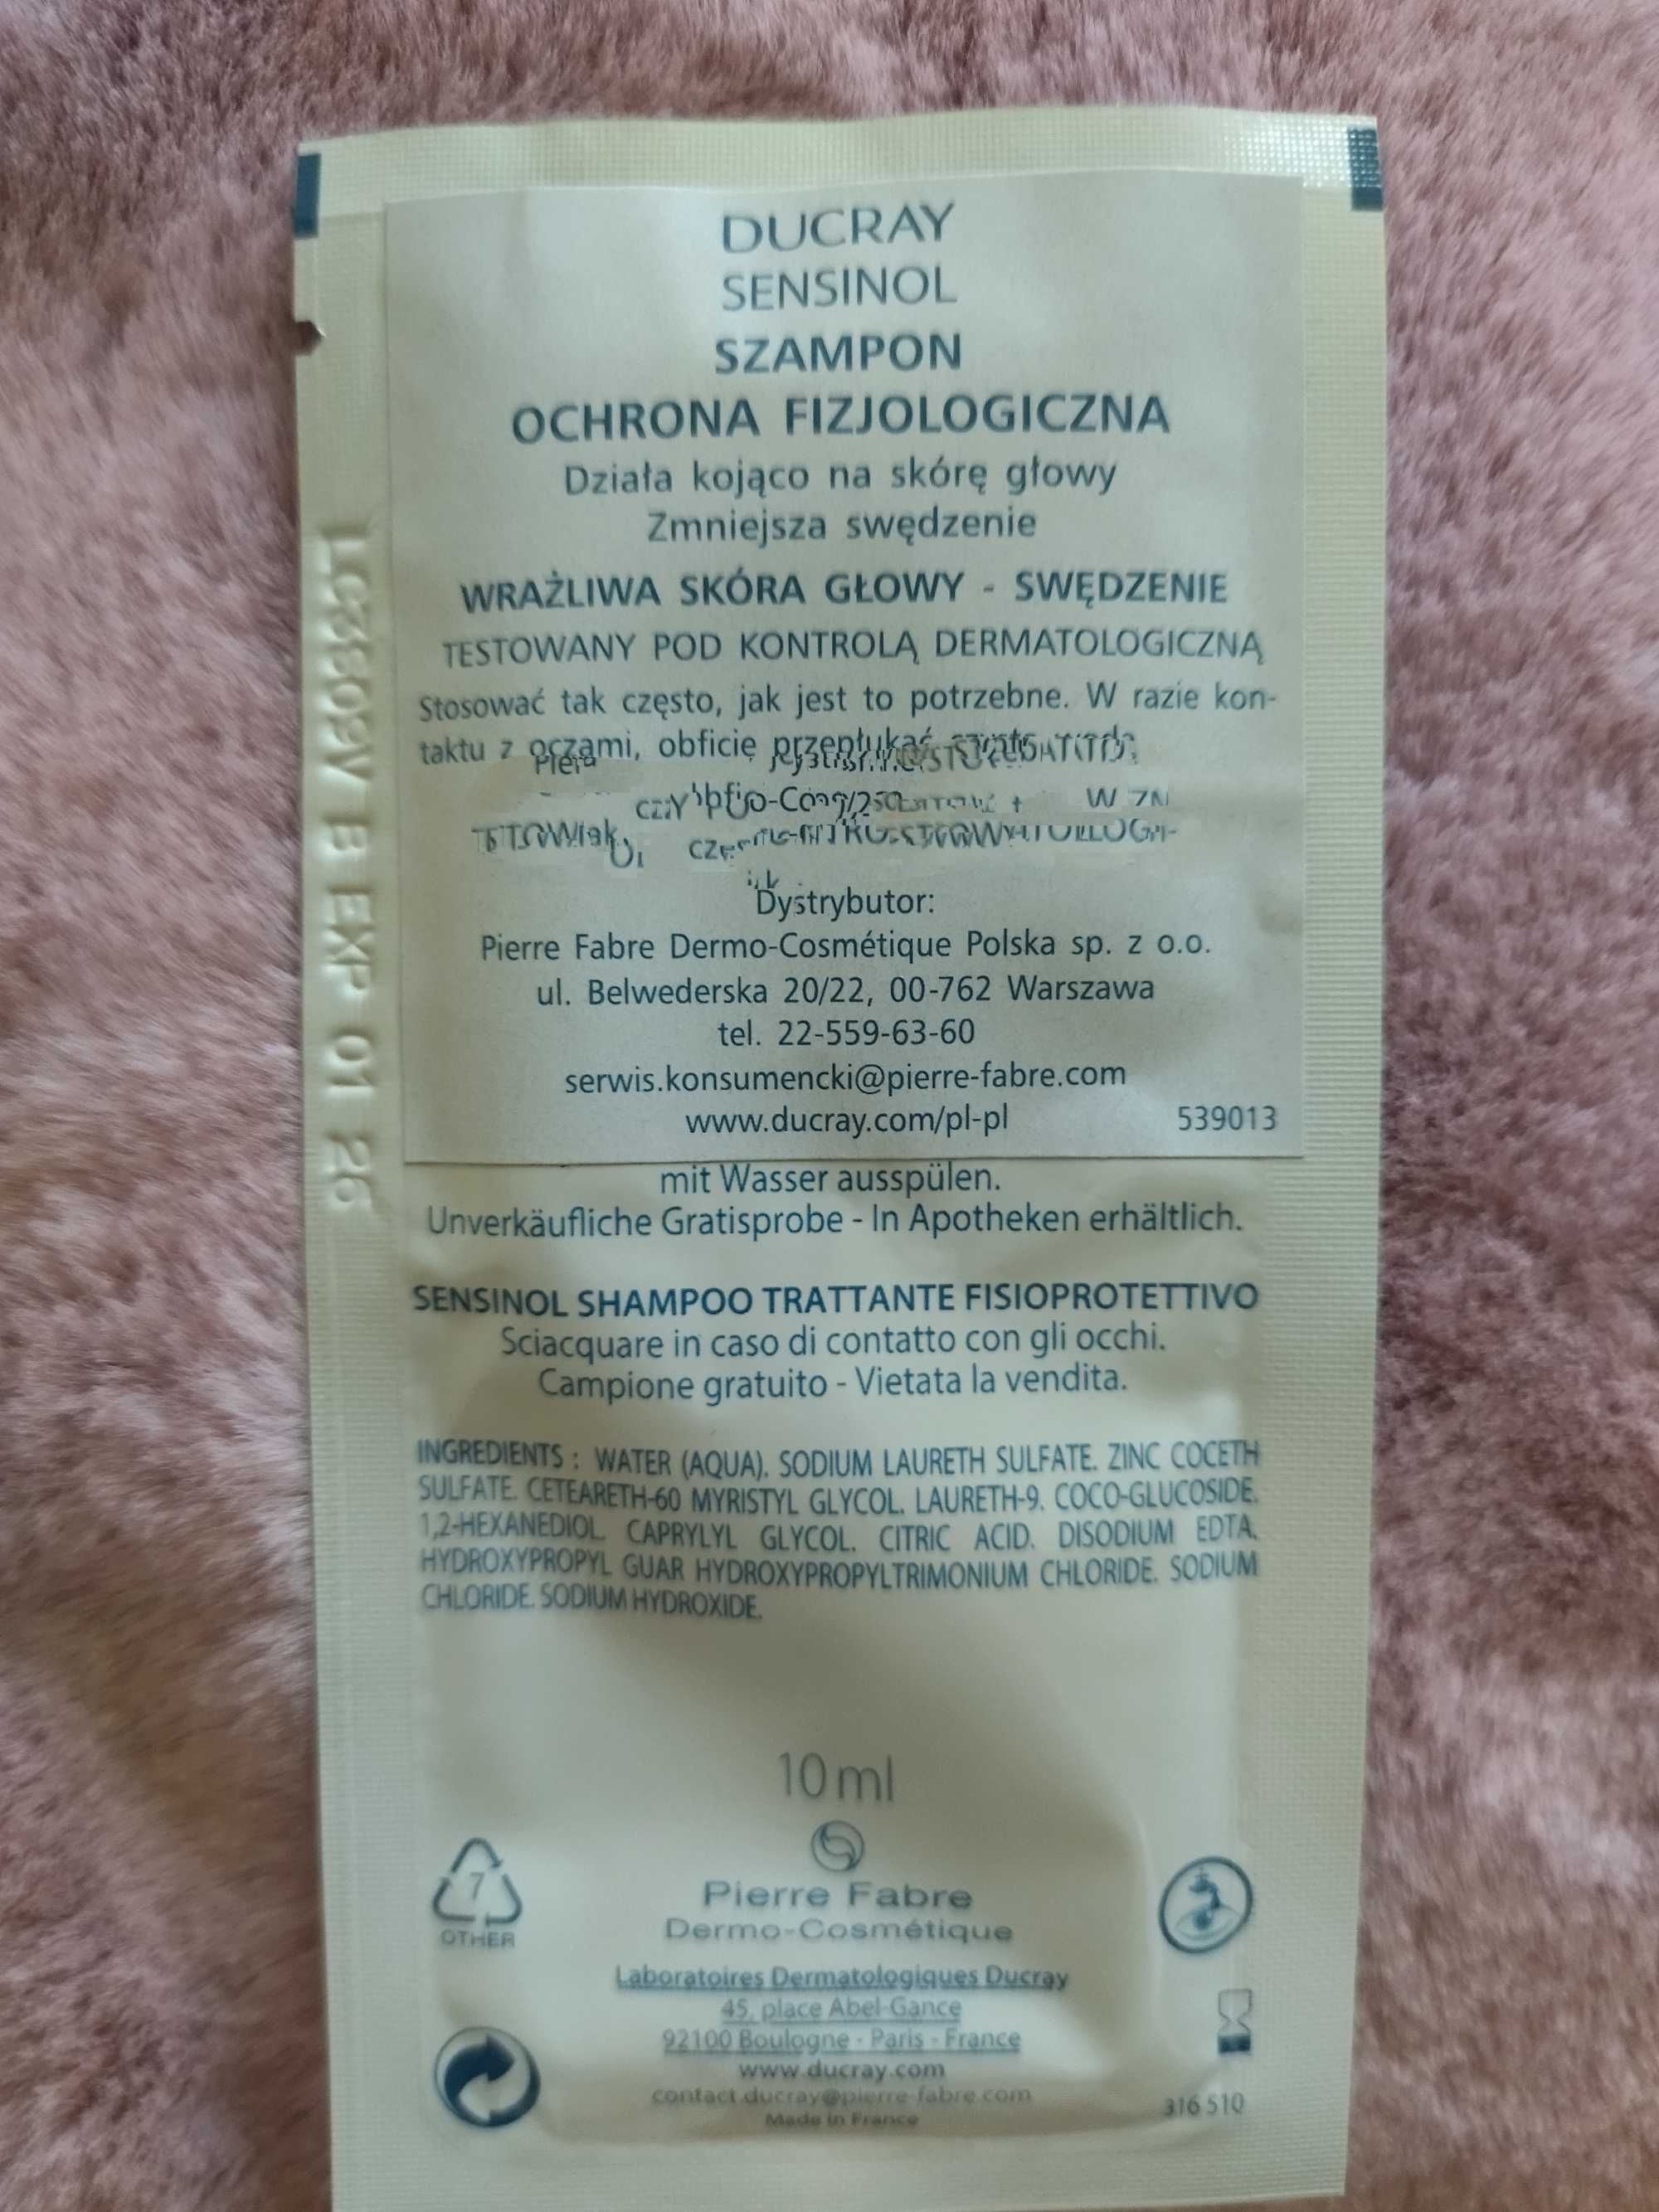 DUCRAY
SENSINOL
SZAMPON
OCHRONA FIZJOLOGICZNA
Działa kojąco na skórę głowy
Zmniejsza swędzenie
WRAŻLIWA SKÓRA GŁOWY - SWĘDZENIE
TESTOWANY POD KONTROLĄ DERMATOLOGICZNĄ
Stosować tak często, jak jest to potrzebne. W razie kon-
taktu z oczami, obficie przepłukać
Dystrybutor:
Pierre Fabre Dermo-Cosmétique Polska sp. z o.o.
ul. Belwederska 20/22, 00-762 Warszawa
tel. 22-559-63-60
serwis.konsumencki@pierre-fabre.com
www.ducray.com/pl-pl 539013
mit Wasser ausspülen.
Unverkäufliche Gratisprobe - In Apotheken erhältlich.
SENSINOL SHAMPOO TRATTANTE FISIOPROTETTIVO
Sciacquare in caso di contatto con gli occhi.
Campione gratuito - Vietata la vendita.
INGREDIENTS : WATER (AQUA). SODIUM LAURETH SULFATE. ZINC COCETH
SULFATE. CETEARETH-60 MYRISTYL GLYCOL. LAURETH-9. COCO-GLUCOSIDE.
1,2-HEXANEDIOL. CAPRYLYL GLYCOL. CITRIC ACID. DISODIUM EDTA.
HYDROXYPROPYL GUAR HYDROXYPROPYLTRIMONIUM CHLORIDE. SODIUM
CHLORIDE. SODIUM HYDROXIDE.
10 ml
Pierre Fabre
Dermo-Cosmétique
7
OTHER
Laboratoires Dermatologiques Ducray
45, place Abel-Gance
92100 Boulogne - Paris - France
www.ducray.com
contact.ducray@pierre-fabre.com
Made in France
316 510
B EXP 01 26